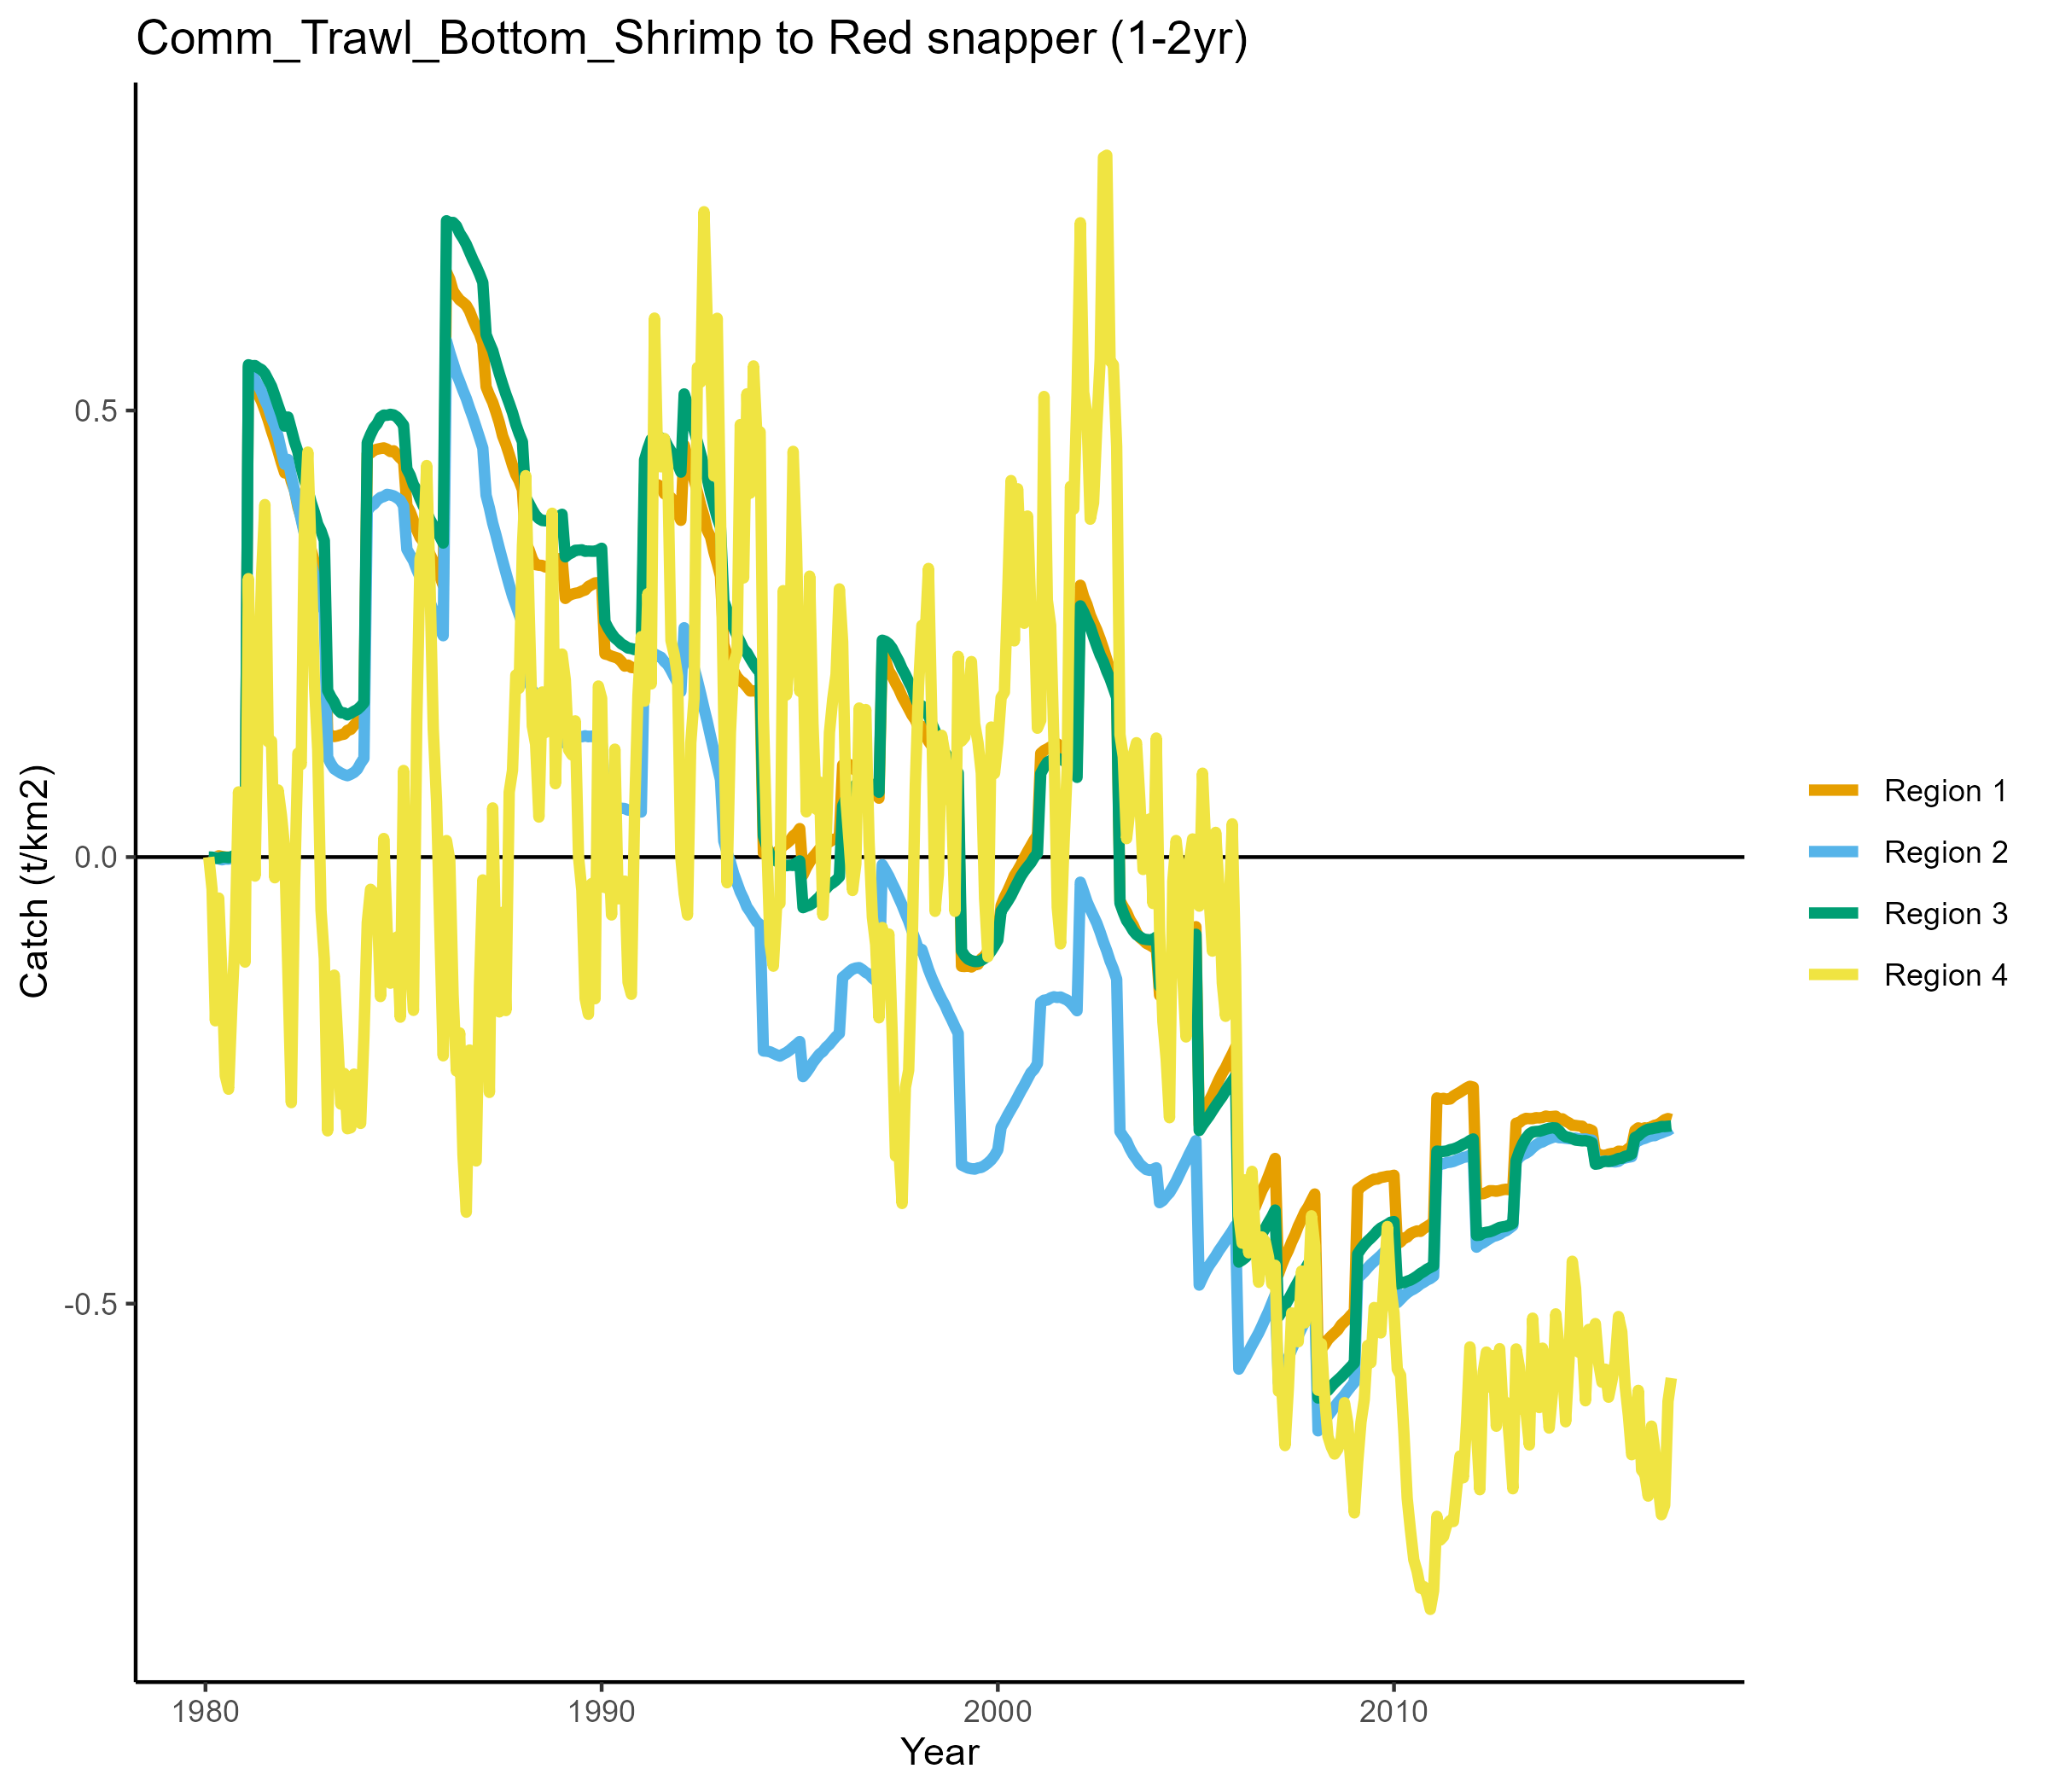 Comm_Trawl_Bottom_Shrimp to Red snapper (1-2yr)
Catch (t/km2)
0.5
0.0
-0.5
1980
1990
2000
2010
Year
Region 1
Region 2
Region 3
Region 4